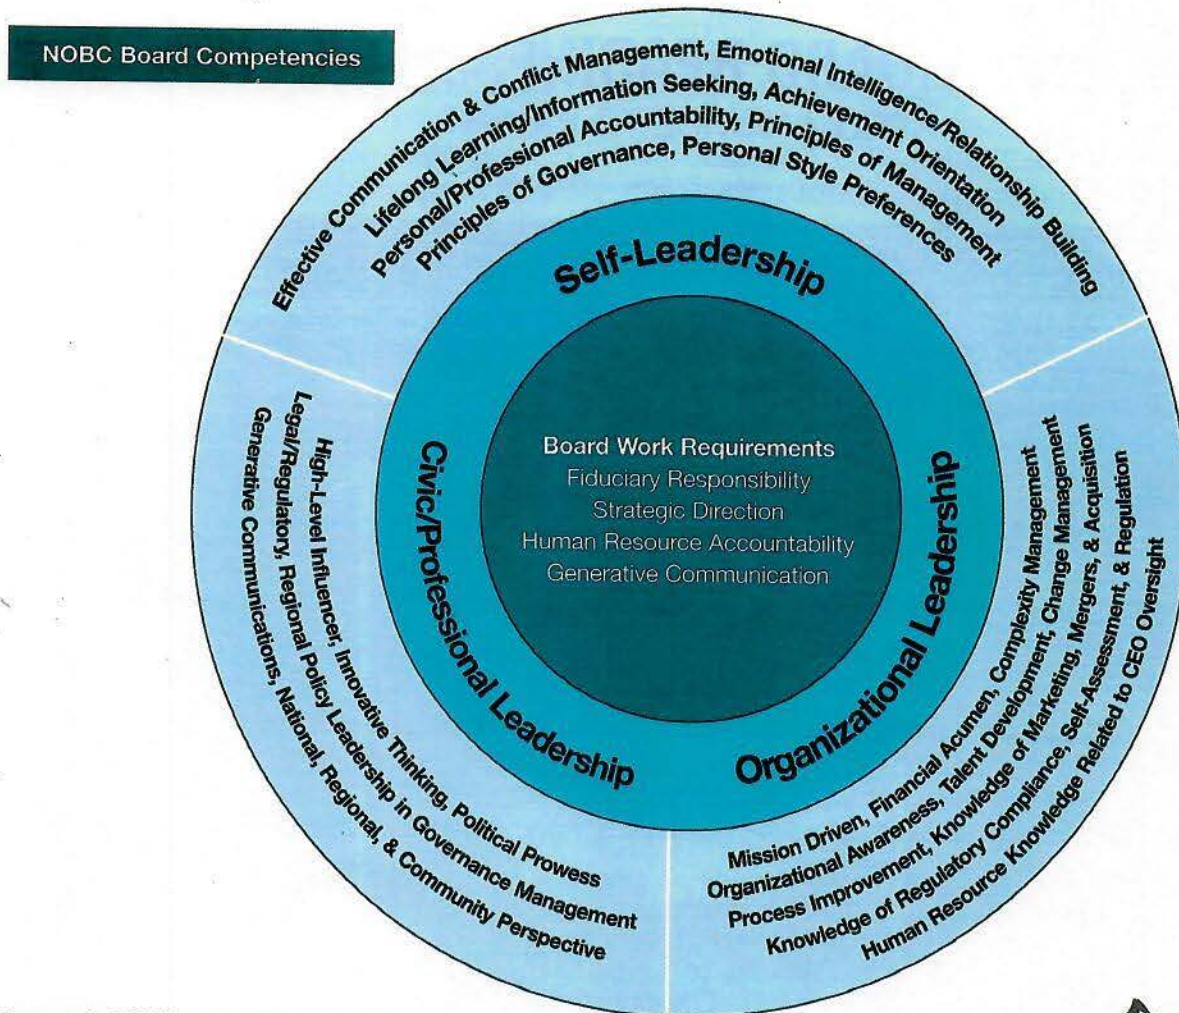 NOBC Board Competencies
Effective Communication & Conflict Management, Emotional Intelligence/Relationship Building
Lifelong Learning/Information Seeking, Achievement Orientation
Personal/Professional Accountability, Principles of Management
Principles of Governance, Personal Style Preferences
Self-Leadership
Board Work Requirements
Fiduciary Responsibility
Strategic Direction
Human Resource Accountability
Generative Communication
Civic/Professional Leadership
High-Level Influencer, Innovative Thinking, Political Prowess
Legal/Regulatory, Regional Policy Leadership in Governance Management
Generative Communications, National, Regional, & Community Perspective
Organizational Leadership
Mission Driven, Financial Acumen, Complexity Management
Organizational Awareness, Talent Development, Change Management
Process Improvement, Knowledge of Marketing, Mergers, & Acquisition
Knowledge of Regulatory Compliance, Self-Assessment, & Regulation
Human Resource Knowledge Related to CEO Oversight